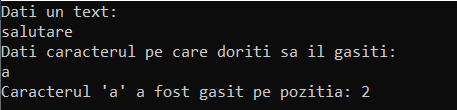 Dati un text:
salutare
Dati caracterul pe care doriti sa il gasiti:
a
Caracterul 'a' a fost gasit pe pozitia: 2